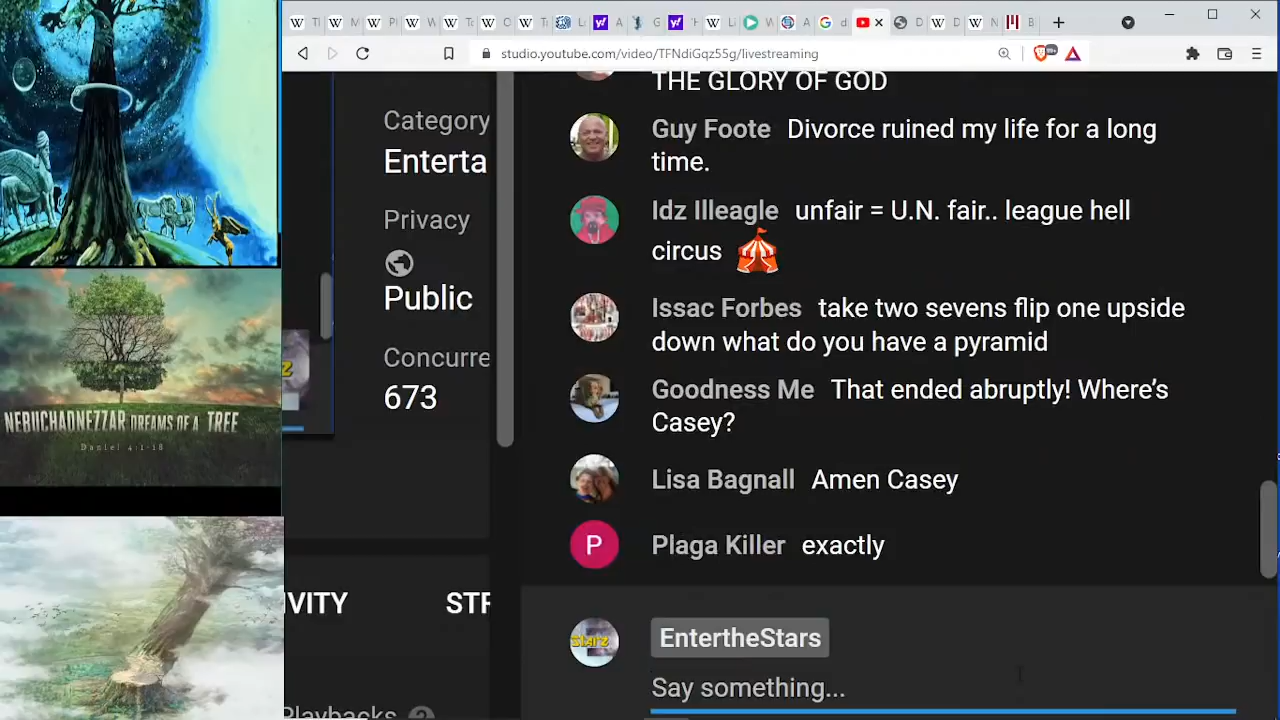 studio.youtube.com/video/TFNdiGqz55g/livestreaming
THE GLORY OF GOD
Category
Enterta
Privacy
Public
Concurre
673
Guy Foote Divorce ruined my life for a long
time.
Idz Illeagle unfair = U.N. fair.. league hell
circus
Issac Forbes take two sevens flip one upside
down what do you have a pyramid
Goodness Me That ended abruptly! Where's
Casey?
Lisa Bagnall Amen Casey
P
Plaga Killer exactly
IVITY
STF
Starz
EntertheStars
Say something...
Playbacks
NEBUCHADNEZZAR DREAMS OF A TREE
Daniel 4:1-18